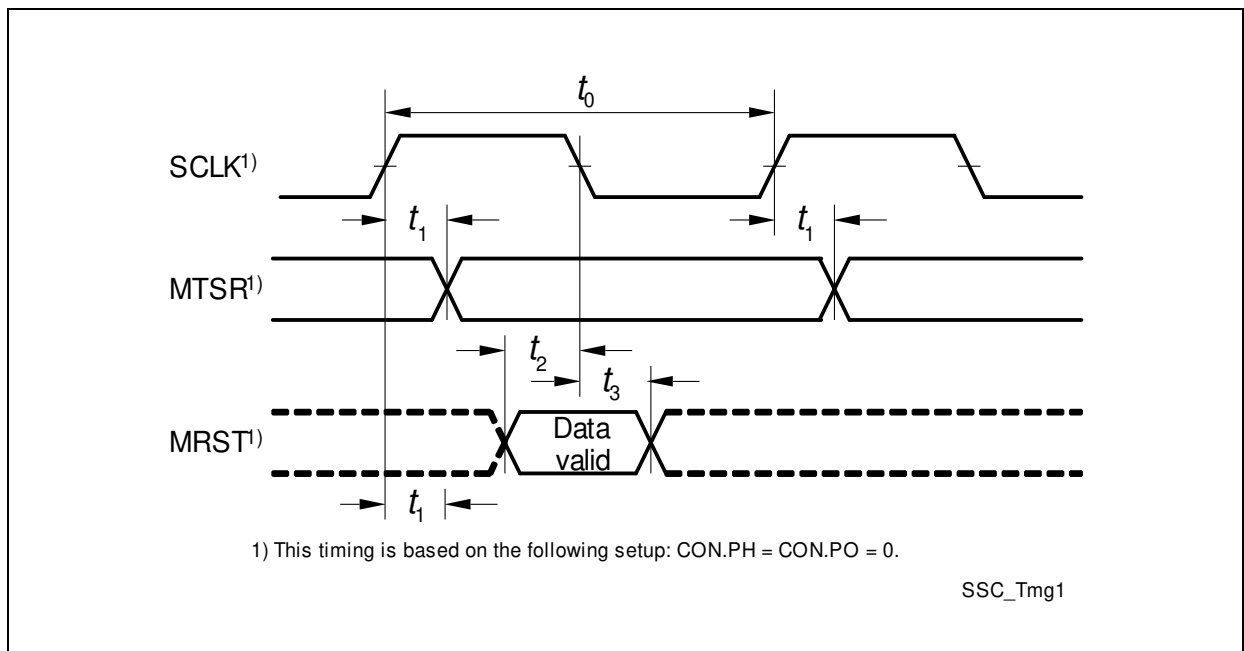 t0
SCLK1)
t1
t1
MTSR1)
t2
t3
MRST1)
Data
valid
t1
1) This timing is based on the following setup: CON.PH = CON.PO = 0.
SSC_Tmg1